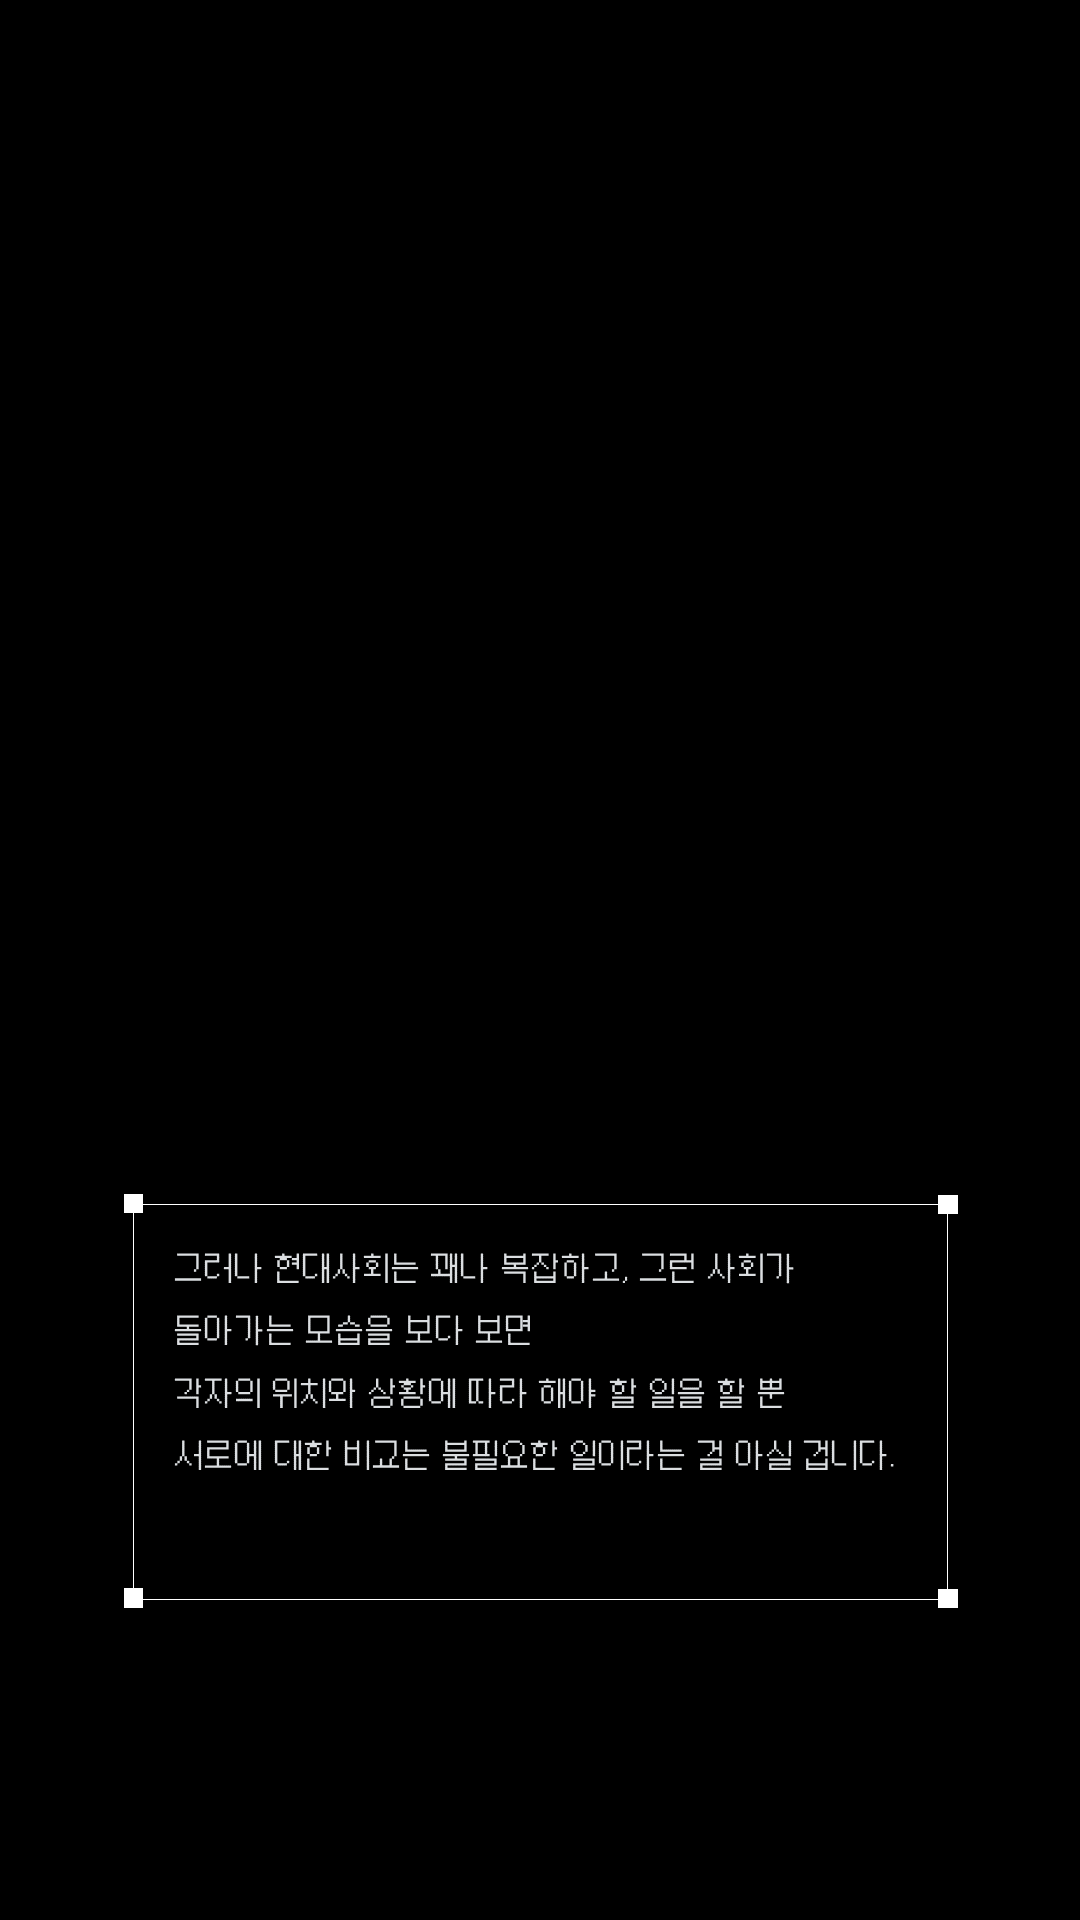 그러나 현대사회는 꽤나 복잡하고, 그런 사회가
돌아가는 모습을 보다 보면
각자의 위치와 상황에 따라 해야 할 일을 할 뿐
서로에 대한 비교는 불필요한 일이라는 걸 아실 겁니다.